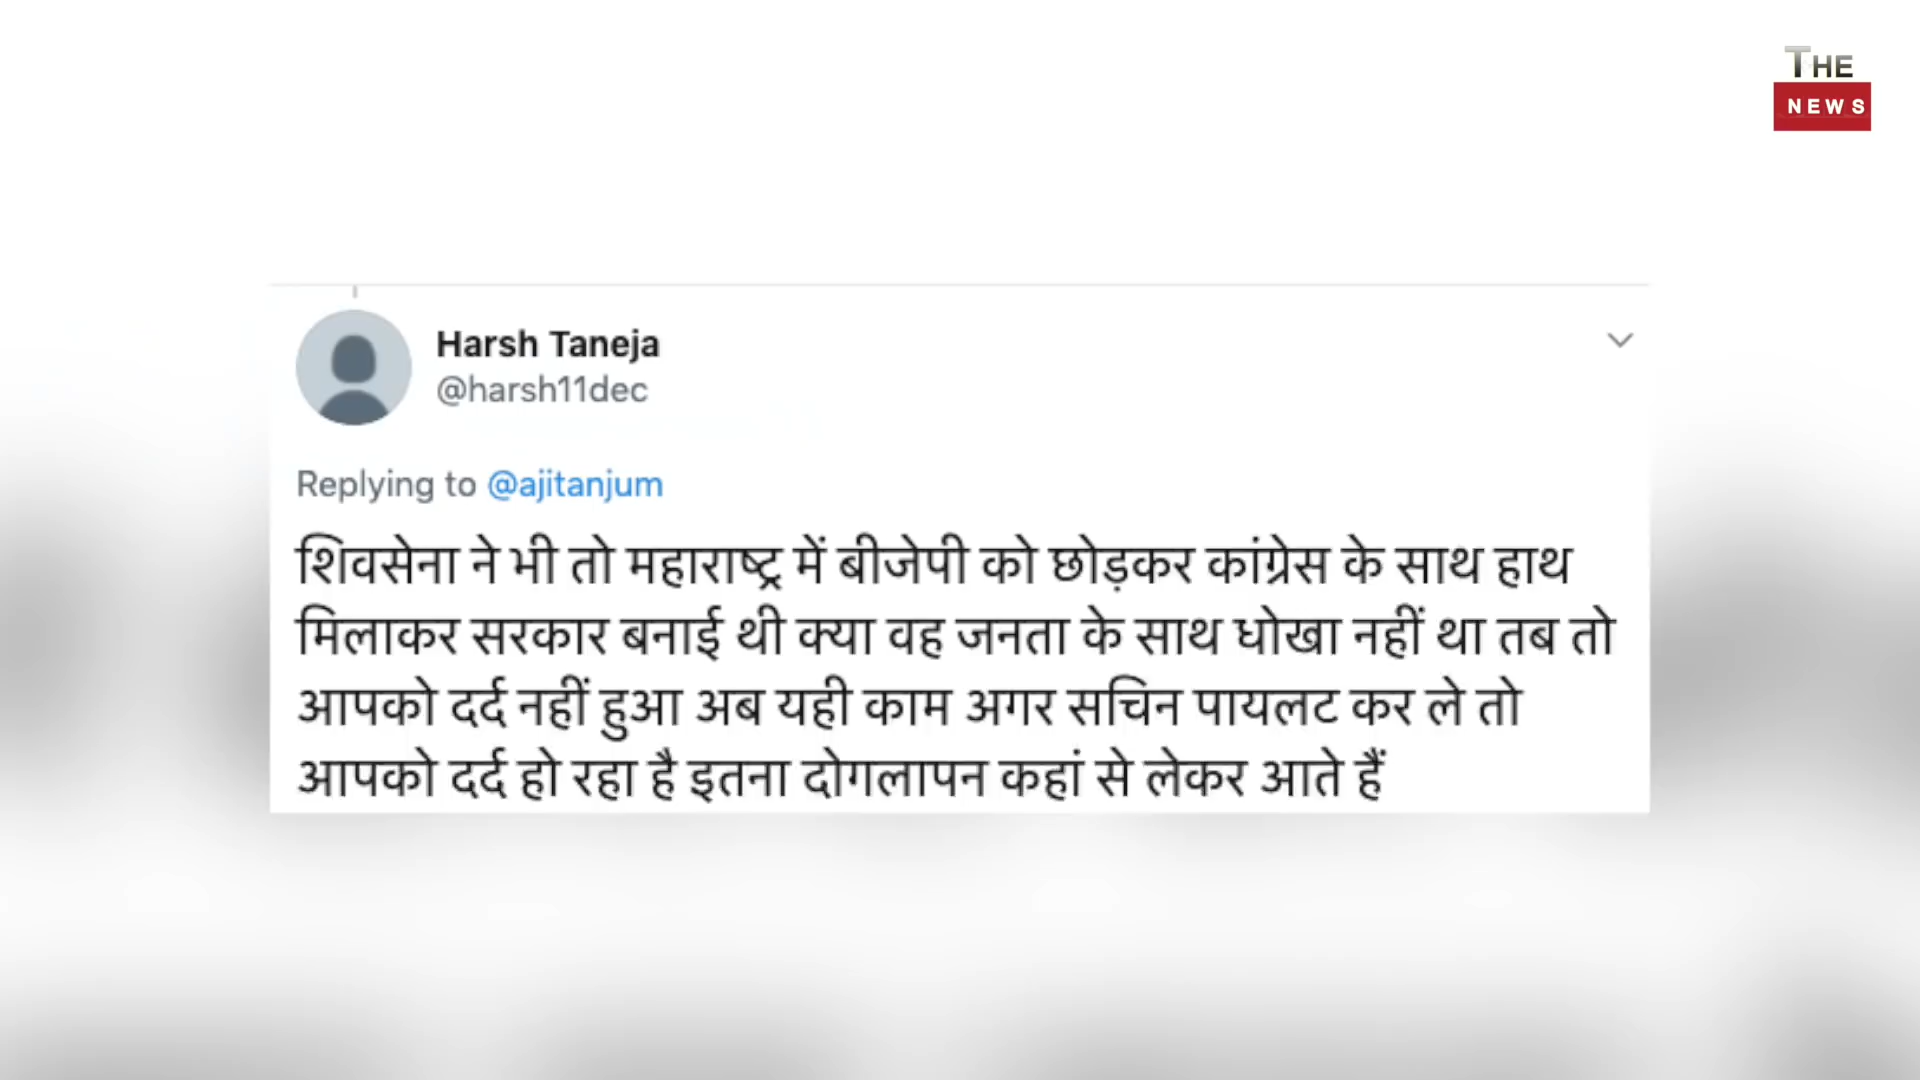 THE
NEWS
Harsh Taneja
@harsh11dec
Replying to @ajitanjum
शिवसेना ने भी तो महाराष्ट्र में बीजेपी को छोड़कर कांग्रेस के साथ हाथ
मिलाकर सरकार बनाई थी क्या वह जनता के साथ धोखा नहीं था तब तो
आपको दर्द नहीं हुआ अब यही काम अगर सचिन पायलट कर ले तो
आपको दर्द हो रहा है इतना दोगलापन कहां से लेकर आते हैं